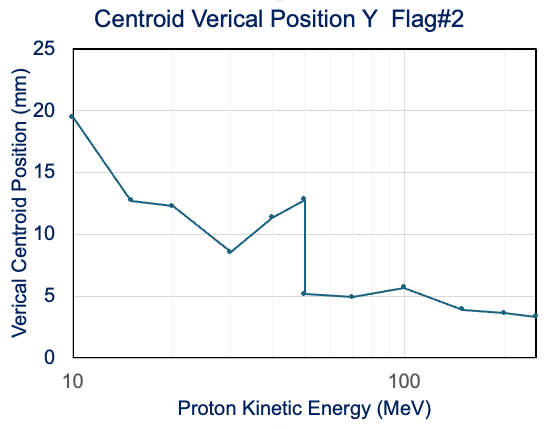 Centroid Verical Position Y Flag#2
25
20
15
10
5
0
Verical Centroid Position (mm)
10
100
Proton Kinetic Energy (MeV)